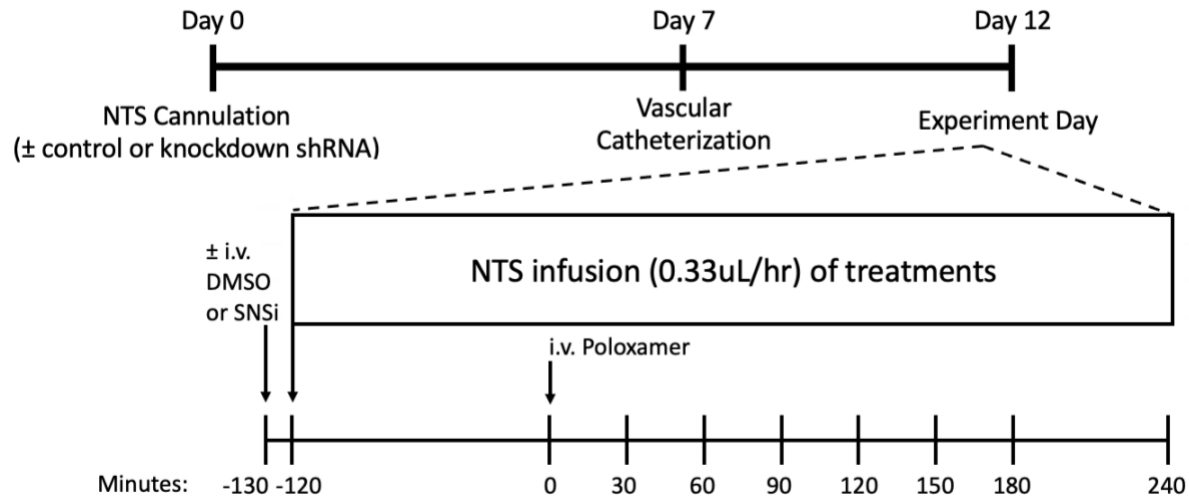 Day 0
Day 7
Day 12
NTS Cannulation
(± control or knockdown shRNA)
Vascular
Catheterization
Experiment Day
± i.v.
DMSO
or SNSi
NTS infusion (0.33uL/hr) of treatments
i.v. Poloxamer
Minutes: -130 -120 0 30 60 90 120 150 180 240